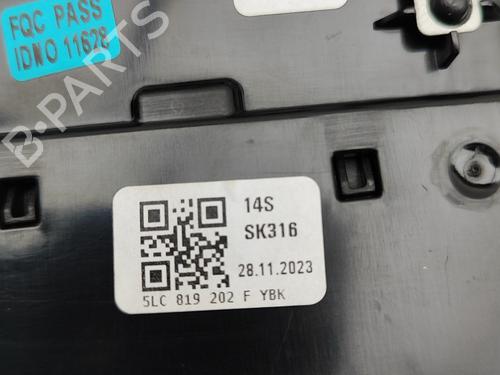 FQC PASS
IDNO 11628
B-PARTS
14S
SK316
28.11.2023
5LC 819 202 F YBK